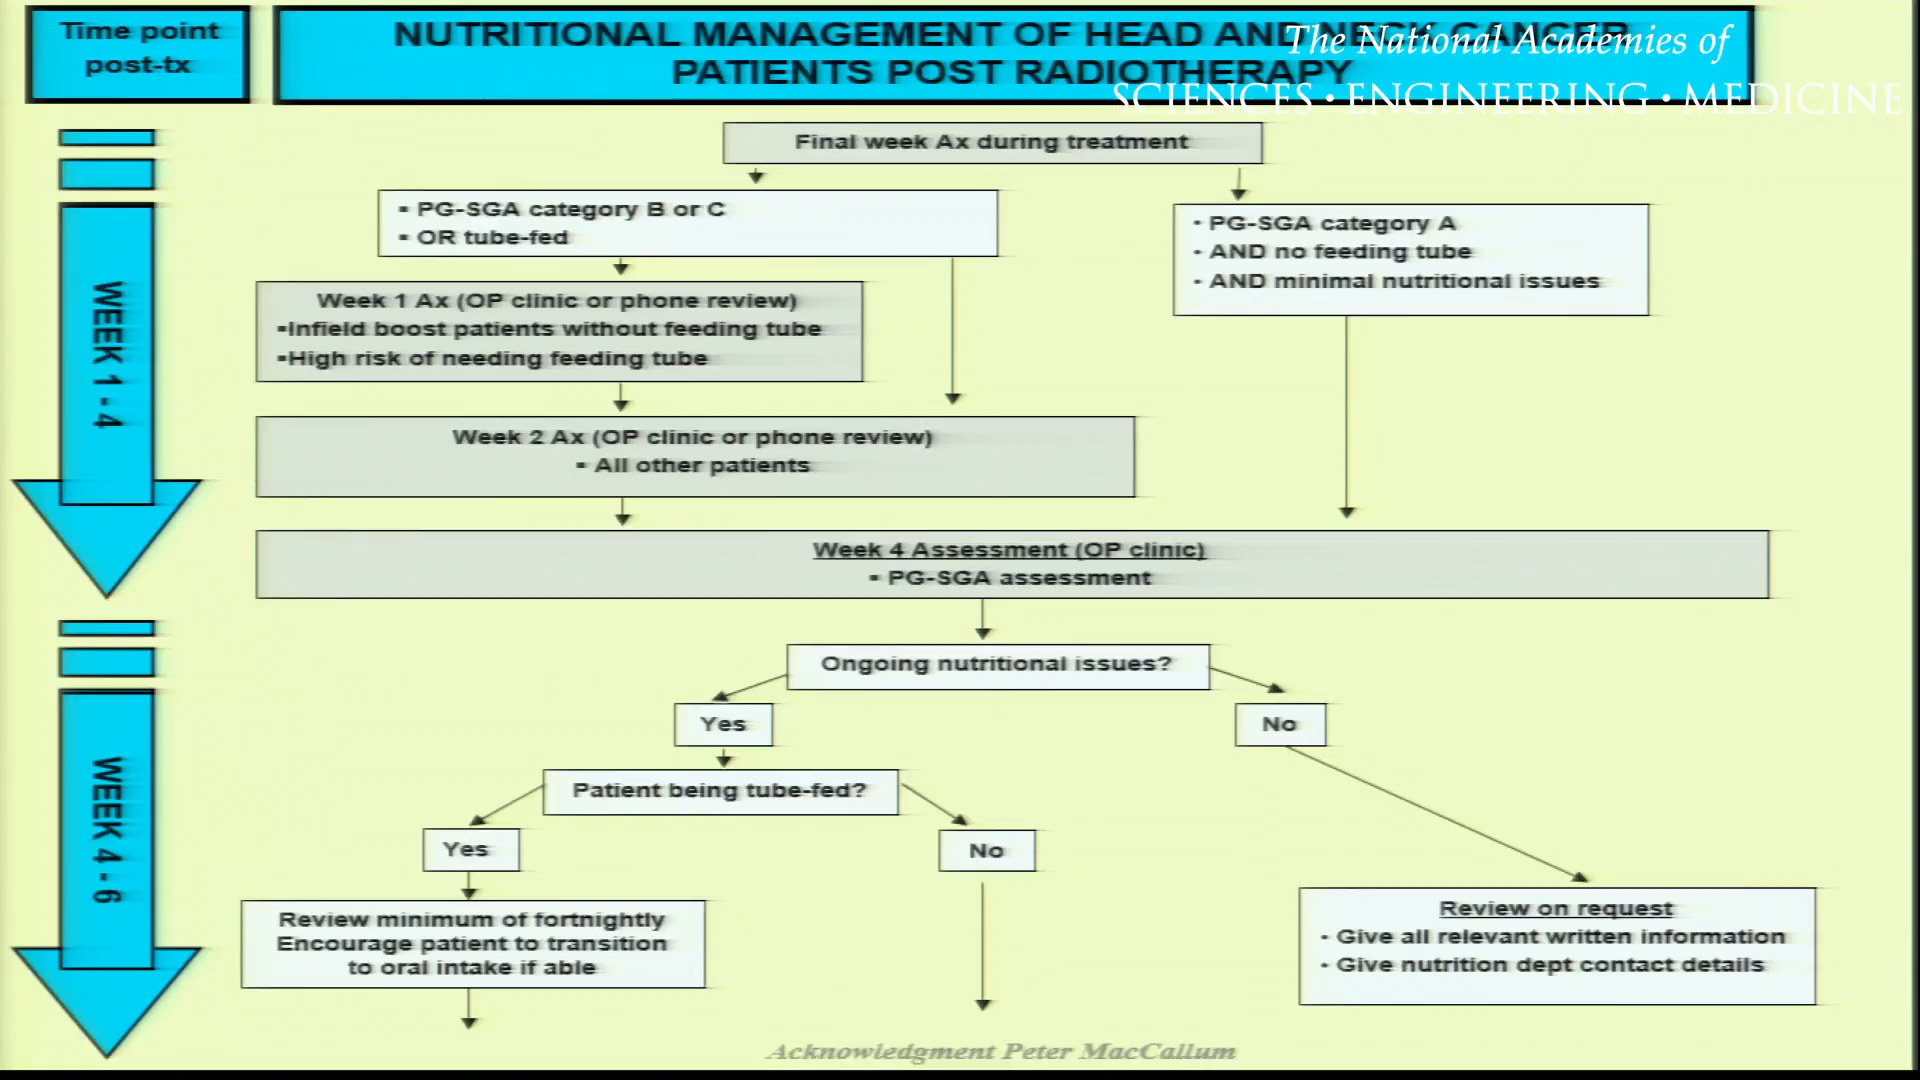 Time point
post-tx
NUTRITIONAL MANAGEMENT OF HEAD AND NECK CANCER
PATIENTS POST RADIOTHERAPY
The National Academies of
SCIENCES • ENGINEERING • MEDICINE
Final week Ax during treatment
▪ PG-SGA category B or C
▪ OR tube-fed
• PG-SGA category A
• AND no feeding tube
• AND minimal nutritional issues
WEEK 1 - 4
Week 1 Ax (OP clinic or phone review)
▪Infield boost patients without feeding tube
▪High risk of needing feeding tube
Week 2 Ax (OP clinic or phone review)
▪ All other patients
Week 4 Assessment (OP clinic)
▪ PG-SGA assessment
Ongoing nutritional issues?
Yes
No
WEEK 4 - 6
Patient being tube-fed?
Yes
No
Review minimum of fortnightly
Encourage patient to transition
to oral intake if able
Review on request
• Give all relevant written information
• Give nutrition dept contact details
Acknowledgment Peter MacCallum